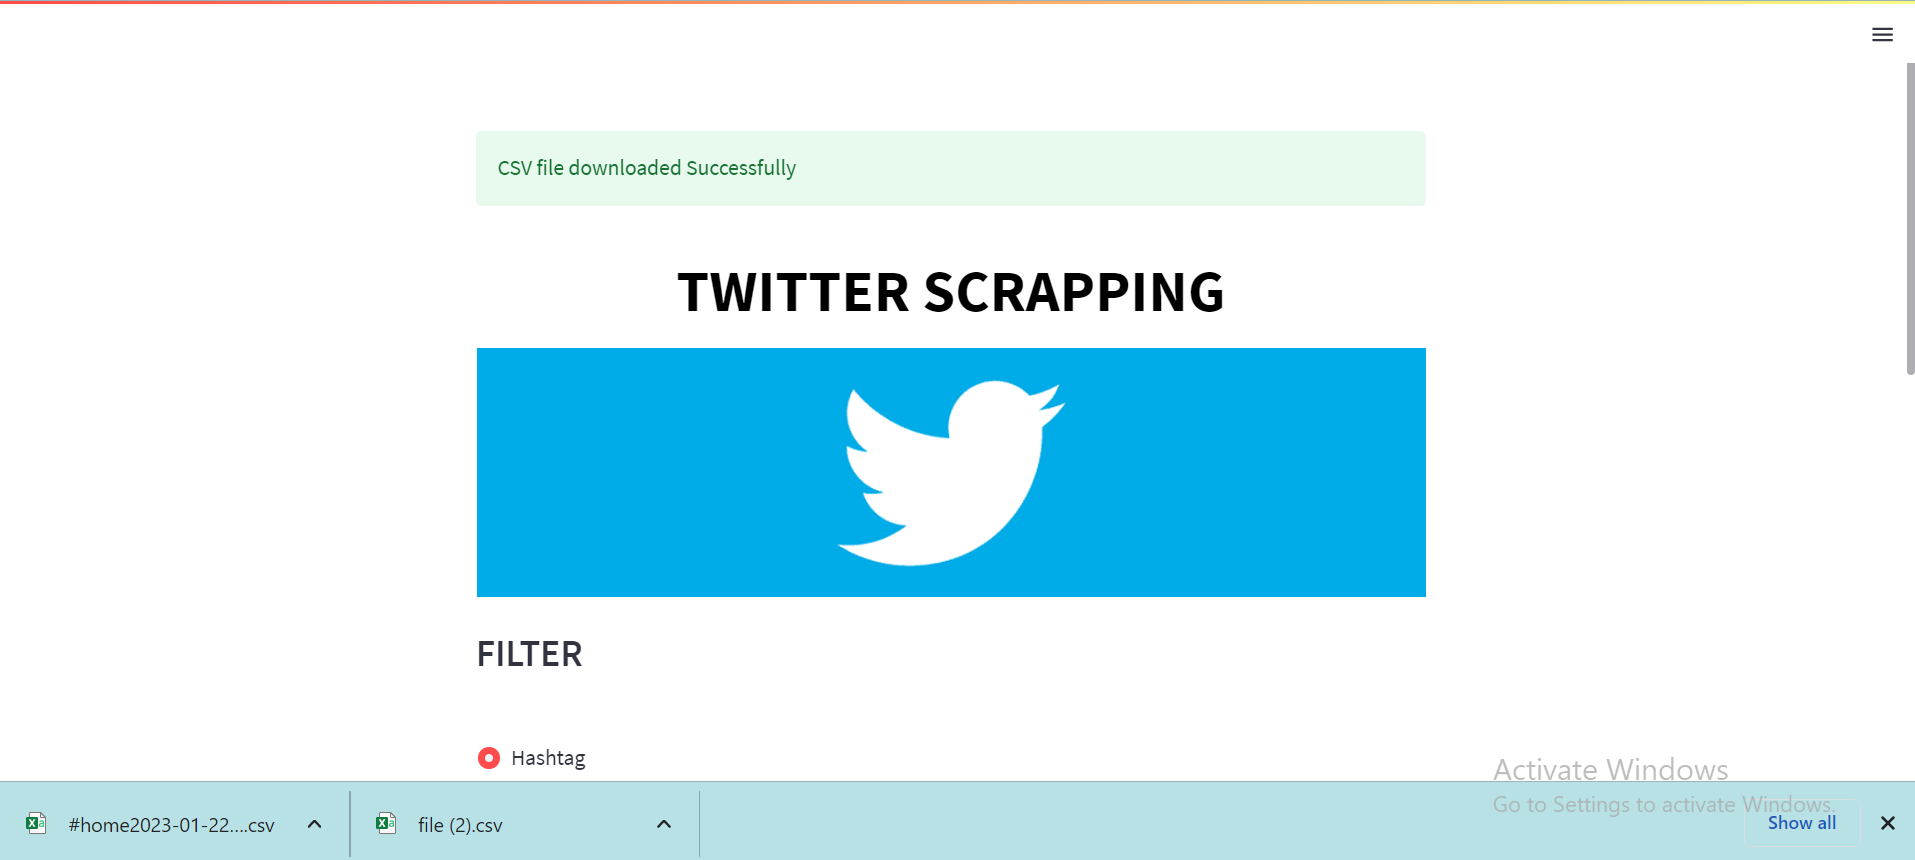 CSV file downloaded Successfully
TWITTER SCRAPPING
FILTER
Hashtag
Activate Windows
Go to Settings to activate Windows.
#home2023-01-22....csv
file (2).csv
Show all